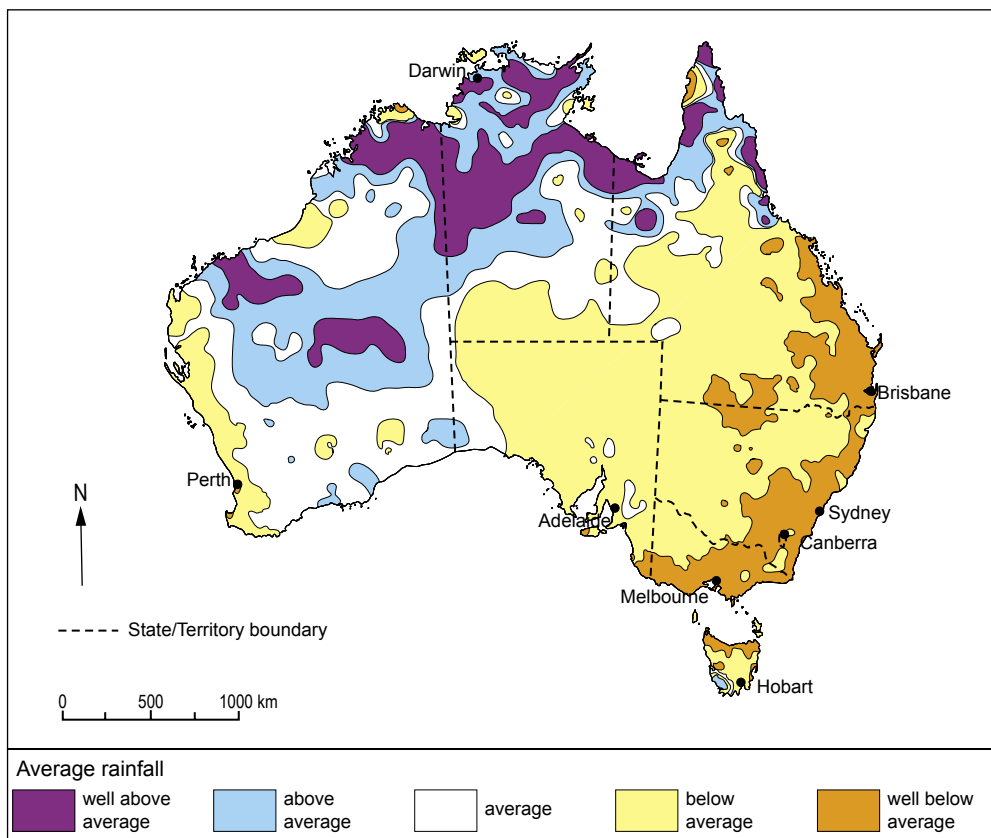 Darwin
Brisbane
Perth
N
Adelaide
Sydney
Canberra
Melbourne
State/Territory boundary
Hobart
0 500 1000 km
Average rainfall
well above
average
above
average
average
below
average
well below
average